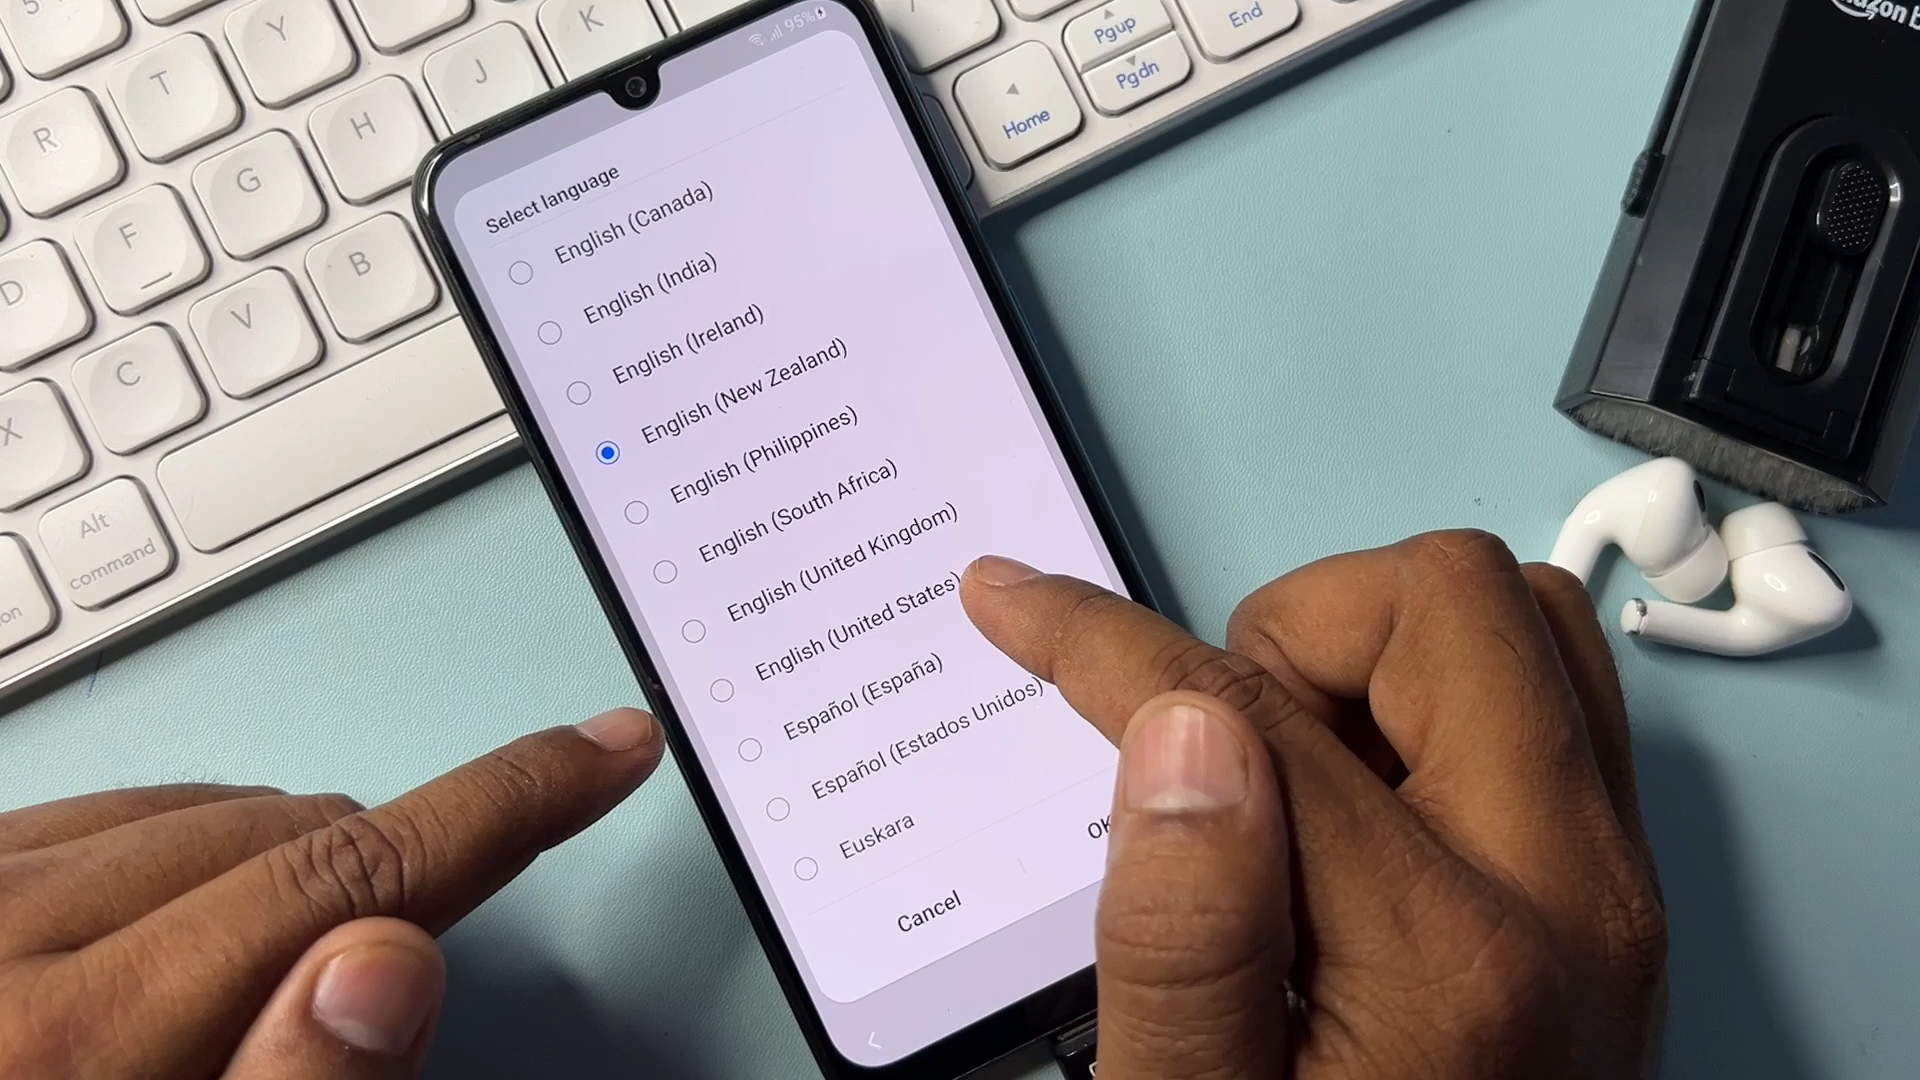 5
Y
K
Pgup
End
T
J
Pgdn
R
H
Home
G
F
B
D
V
C
X
Alt
command
95%
Select language
English (Canada)
English (India)
English (Ireland)
English (New Zealand)
English (Philippines)
English (South Africa)
English (United Kingdom)
English (United States)
Español (España)
Español (Estados Unidos)
Euskara
Cancel
OK